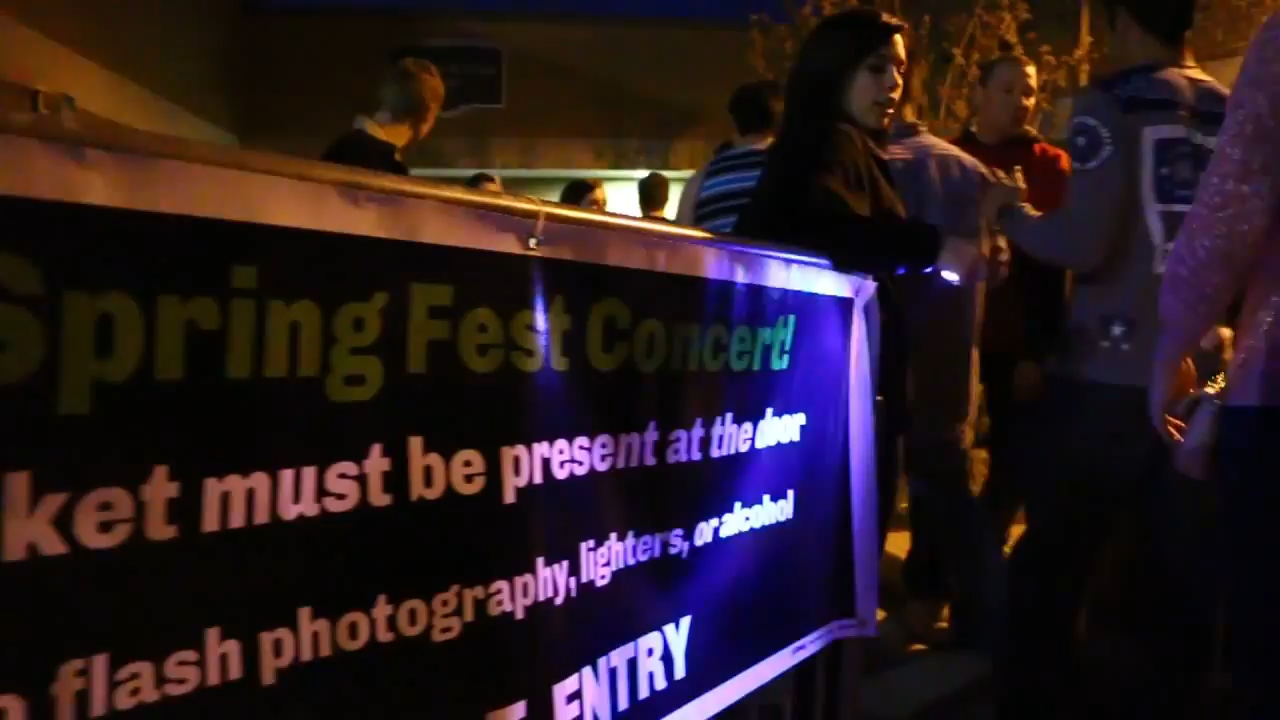 Spring Fest Concert!
ket must be present at the door
flash photography, lighters, or alcohol
ENTRY